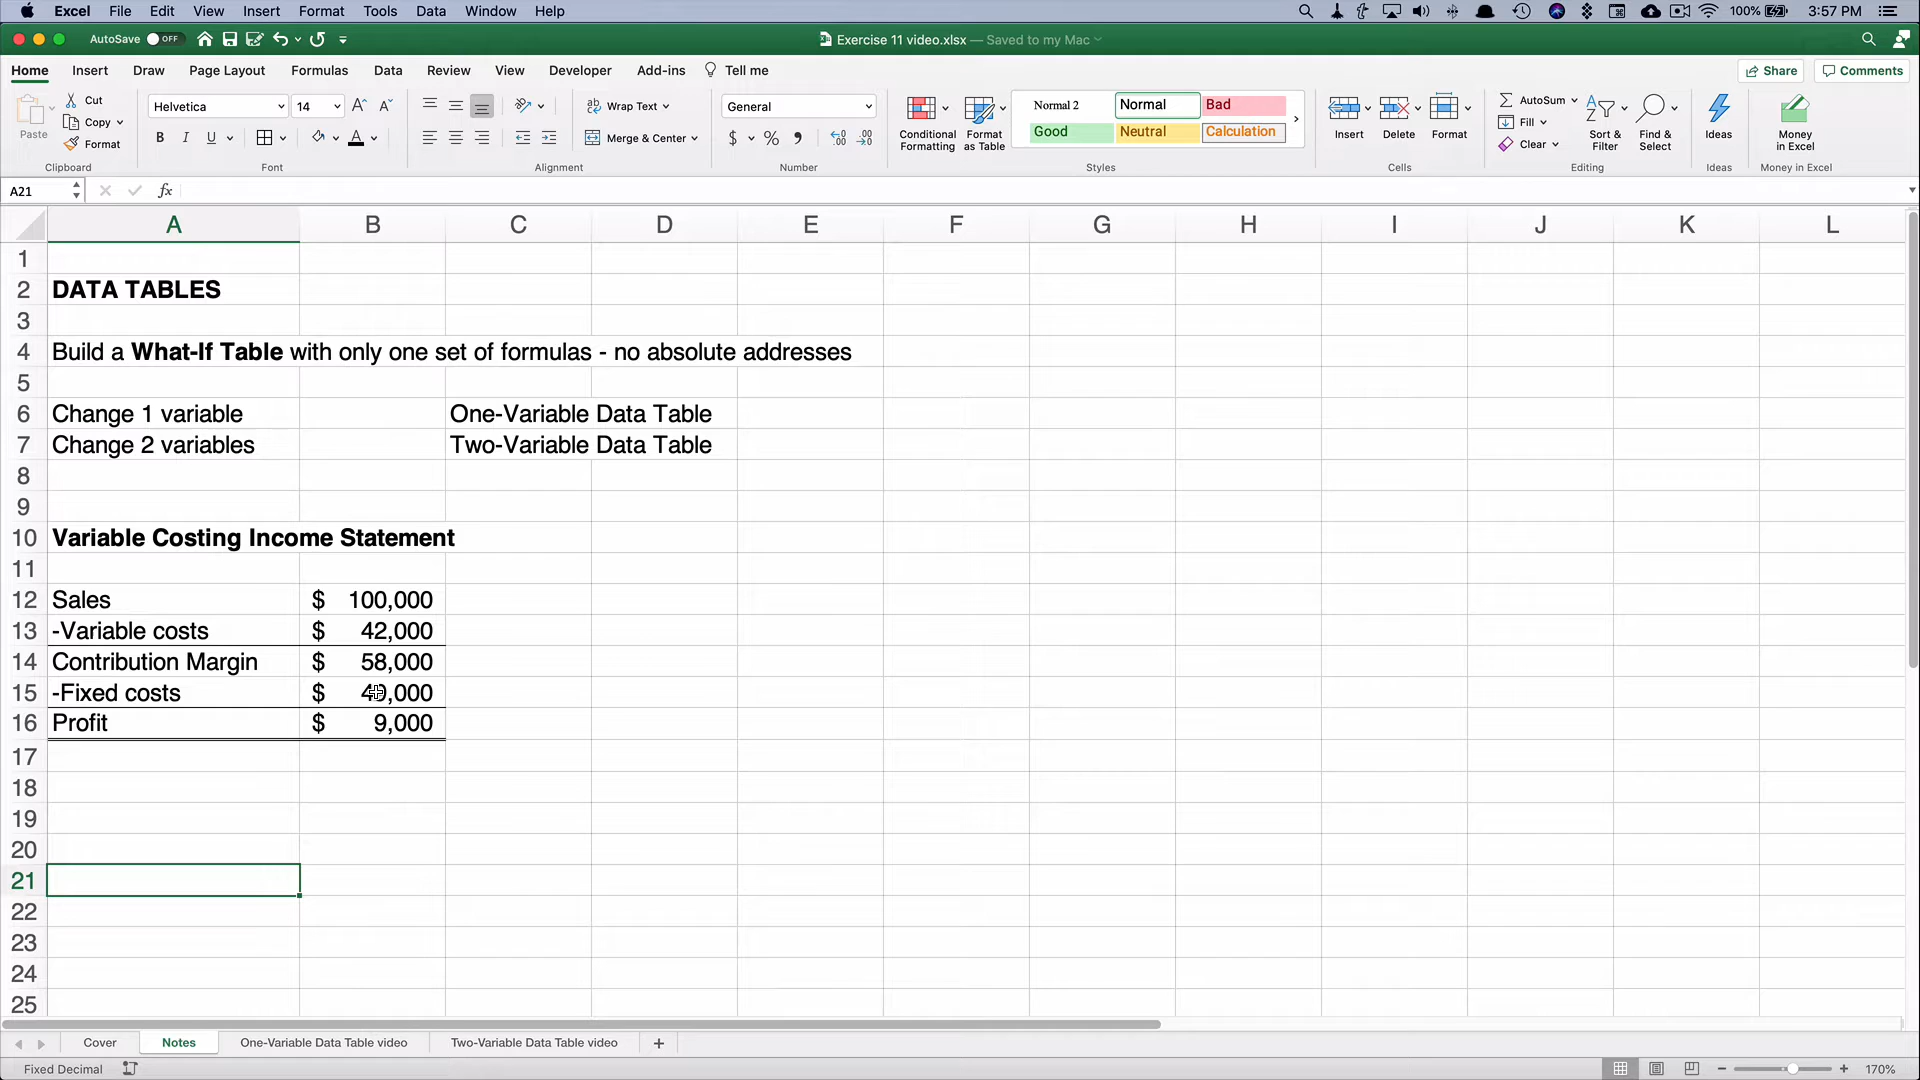 Excel File Edit View Insert Format Tools Data Window Help 100% 3:57 PM
AutoSave OFF Exercise 11 video.xlsx — Saved to my Mac
Home Insert Draw Page Layout Formulas Data Review View Developer Add-ins Tell me Share Comments
Paste Cut Copy Format
Helvetica 14
B I U A
Wrap Text
Merge & Center
General
$ %
Conditional Formatting
Format as Table
Normal 2 Normal Bad
Good Neutral Calculation
Insert Delete Format
AutoSum
Fill
Clear
Sort & Filter
Find & Select
Ideas
Money in Excel
Clipboard Font Alignment Number Styles Cells Editing Ideas Money in Excel
A21 fx
A B C D E F G H I J K L
1
2 DATA TABLES
3
4 Build a What-If Table with only one set of formulas - no absolute addresses
5
6 Change 1 variable One-Variable Data Table
7 Change 2 variables Two-Variable Data Table
8
9
10 Variable Costing Income Statement
11
12 Sales $ 100,000
13 -Variable costs $ 42,000
14 Contribution Margin $ 58,000
15 -Fixed costs $ 49,000
16 Profit $ 9,000
17
18
19
20
21
22
23
24
25
Cover Notes One-Variable Data Table video Two-Variable Data Table video +
Fixed Decimal 170%